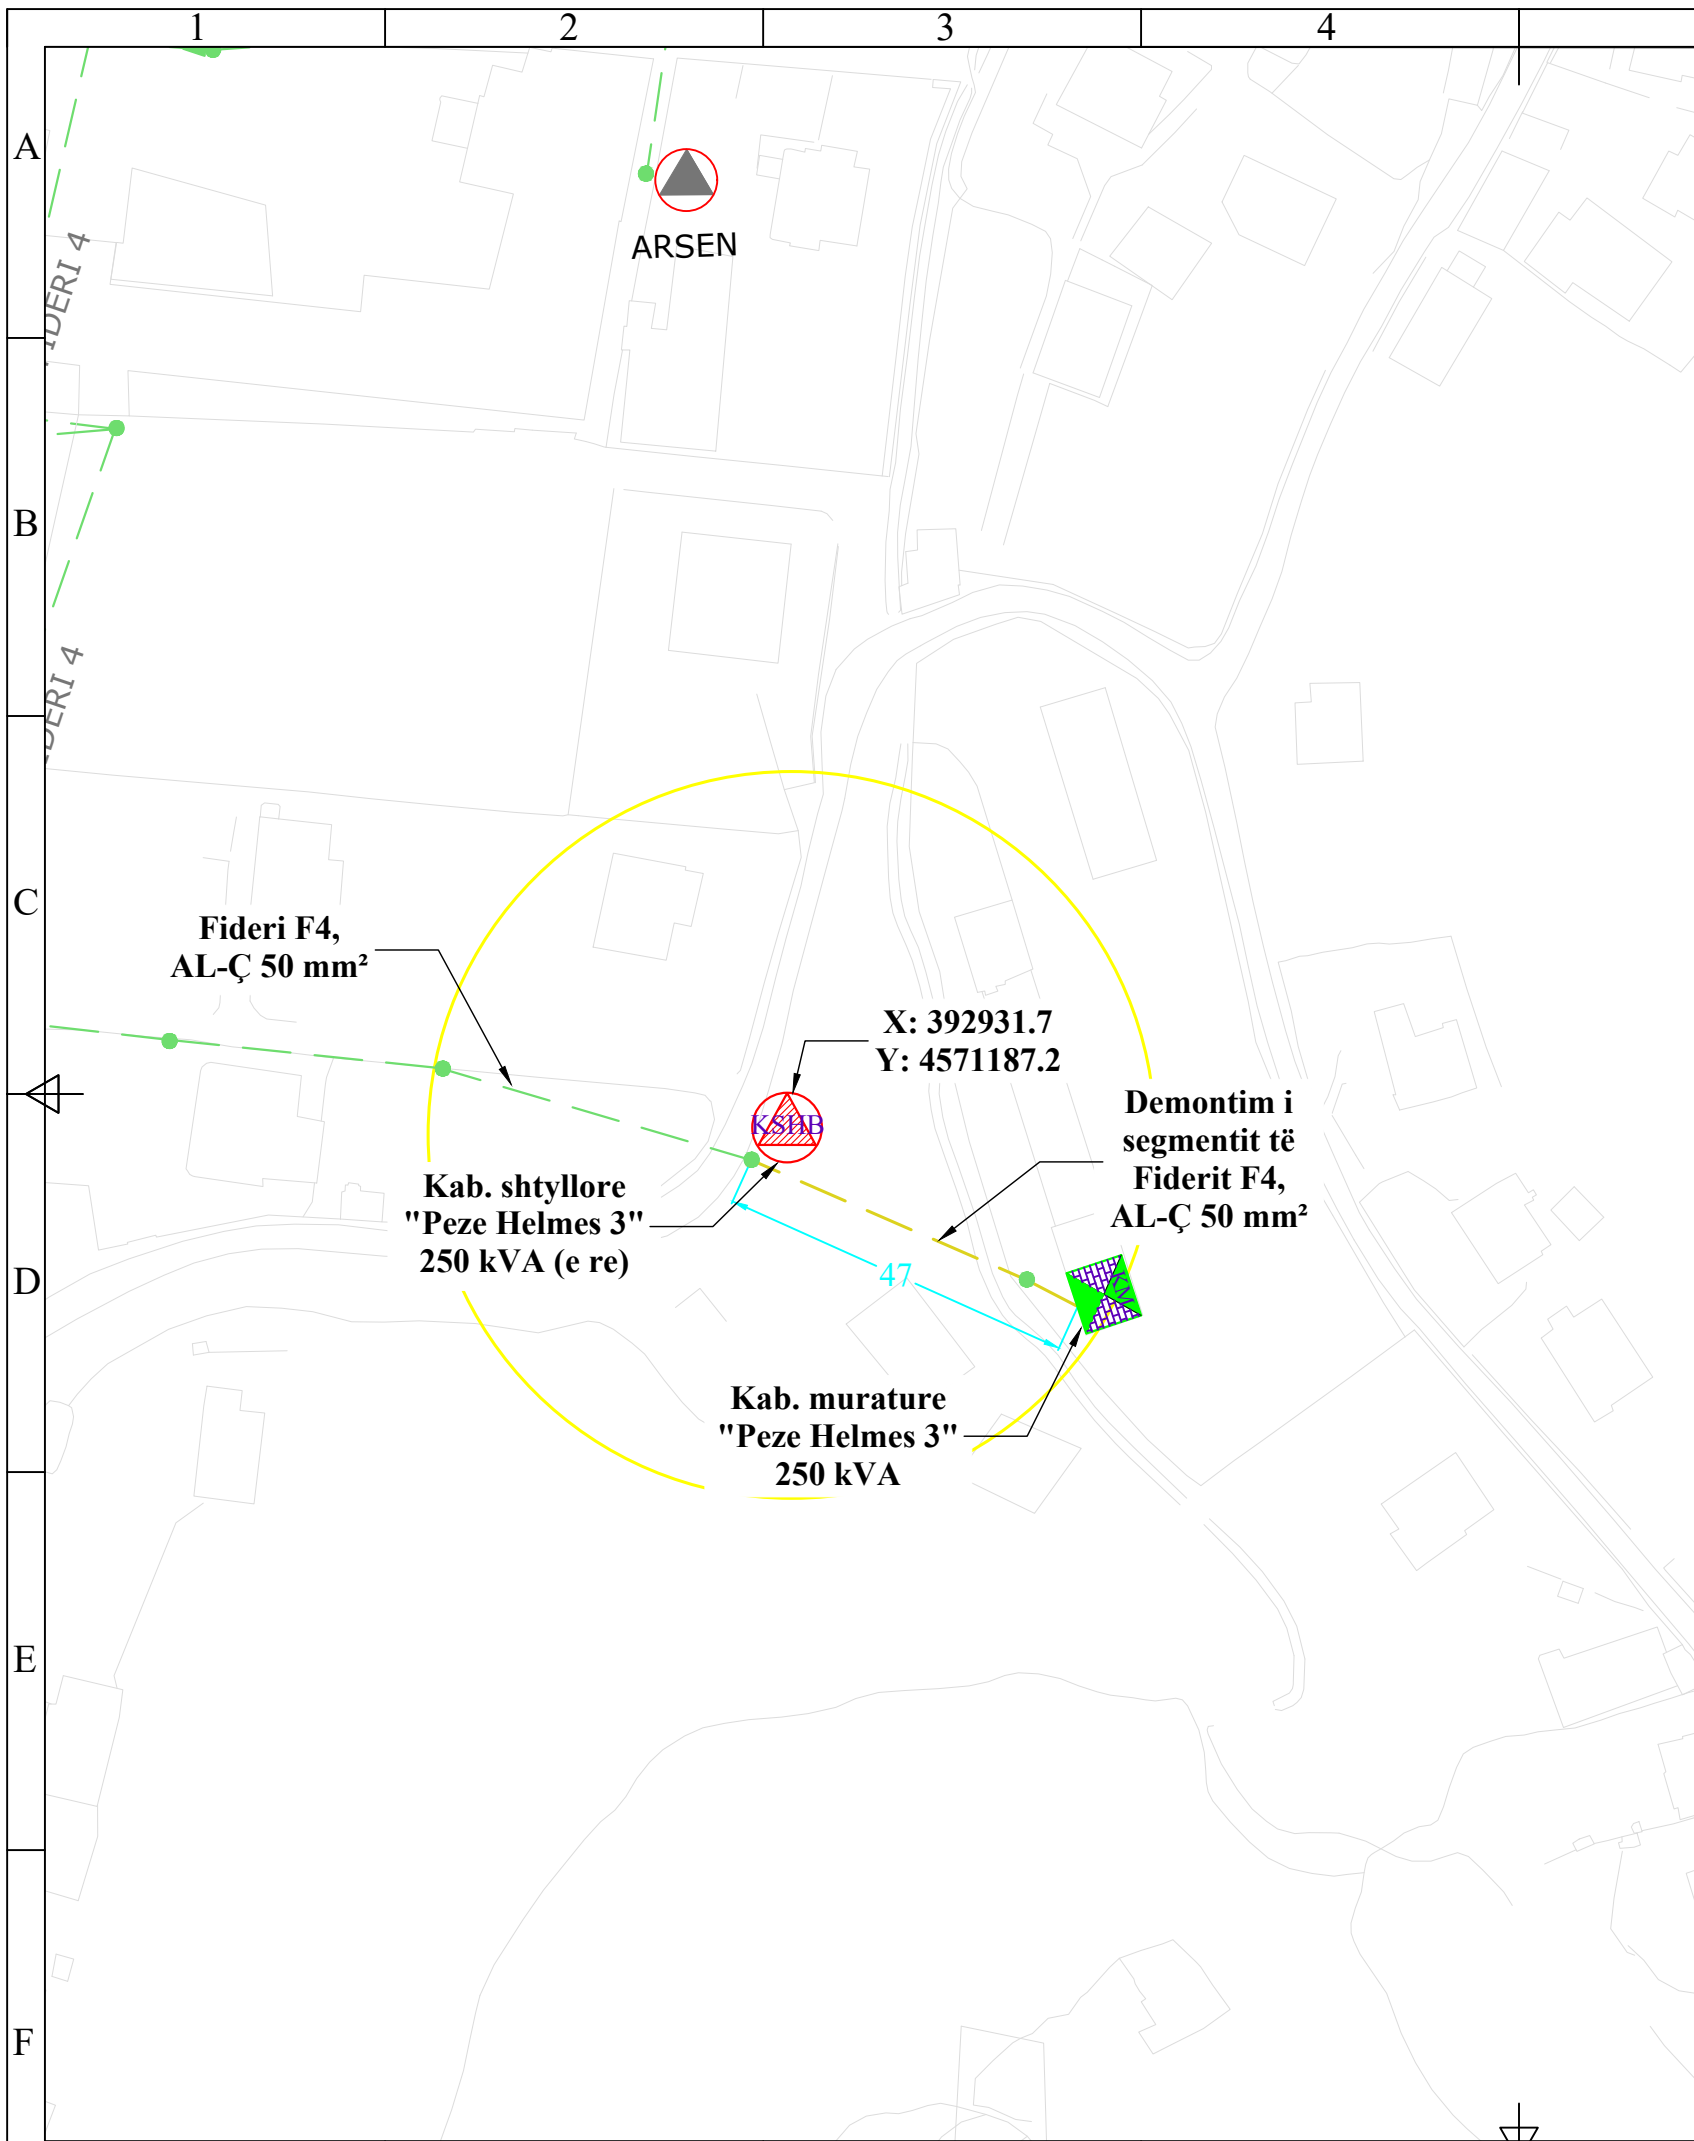 1
2
3
4
A
ARSEN
B
C
Fideri F4,
AL-Ç 50 mm²
X: 392931.7
Y: 4571187.2
KSHB
Demontim i
segmentit të
Fiderit F4,
AL-Ç 50 mm²
Kab. shtyllore
"Peze Helmes 3"
250 kVA (e re)
D
47
KM
Kab. murature
"Peze Helmes 3"
250 kVA
E
F